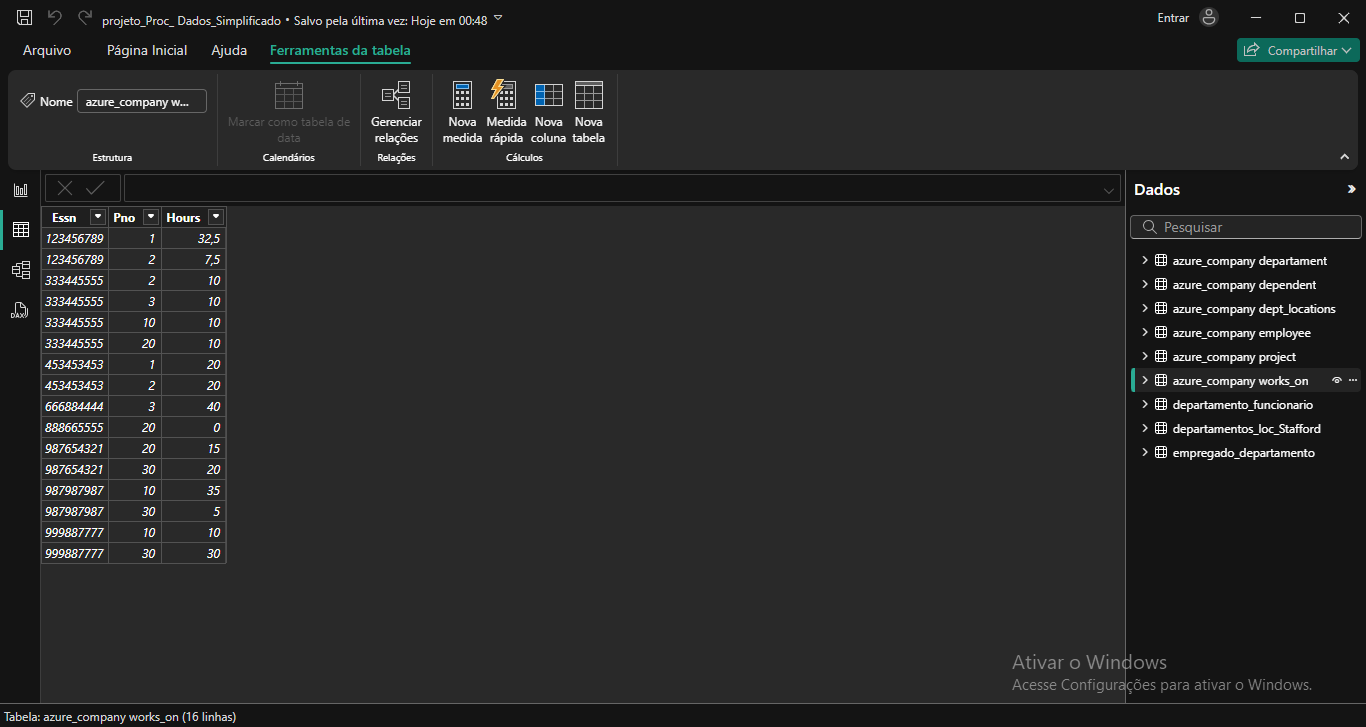 projeto_Proc_ Dados_Simplificado • Salvo pela última vez: Hoje em 00:48
Entrar
Arquivo Página Inicial Ajuda Ferramentas da tabela
Compartilhar
Nome azure_company w...
Marcar como tabela de
data
Gerenciar
relações
Nova
medida
Medida
rápida
Nova
coluna
Nova
tabela
Estrutura Calendários Relações Cálculos
Dados
Pesquisar
DAX
Essn Pno Hours
123456789 1 32,5
123456789 2 7,5
333445555 2 10
333445555 3 10
333445555 10 10
333445555 20 10
453453453 1 20
453453453 2 20
666884444 3 40
888665555 20 0
987654321 20 15
987654321 30 20
987987987 10 35
987987987 30 5
999887777 10 10
999887777 30 30
azure_company departament
azure_company dependent
azure_company dept_locations
azure_company employee
azure_company project
azure_company works_on
departamento_funcionario
departamentos_loc_Stafford
empregado_departamento
Ativar o Windows
Acesse Configurações para ativar o Windows.
Tabela: azure_company works_on (16 linhas)